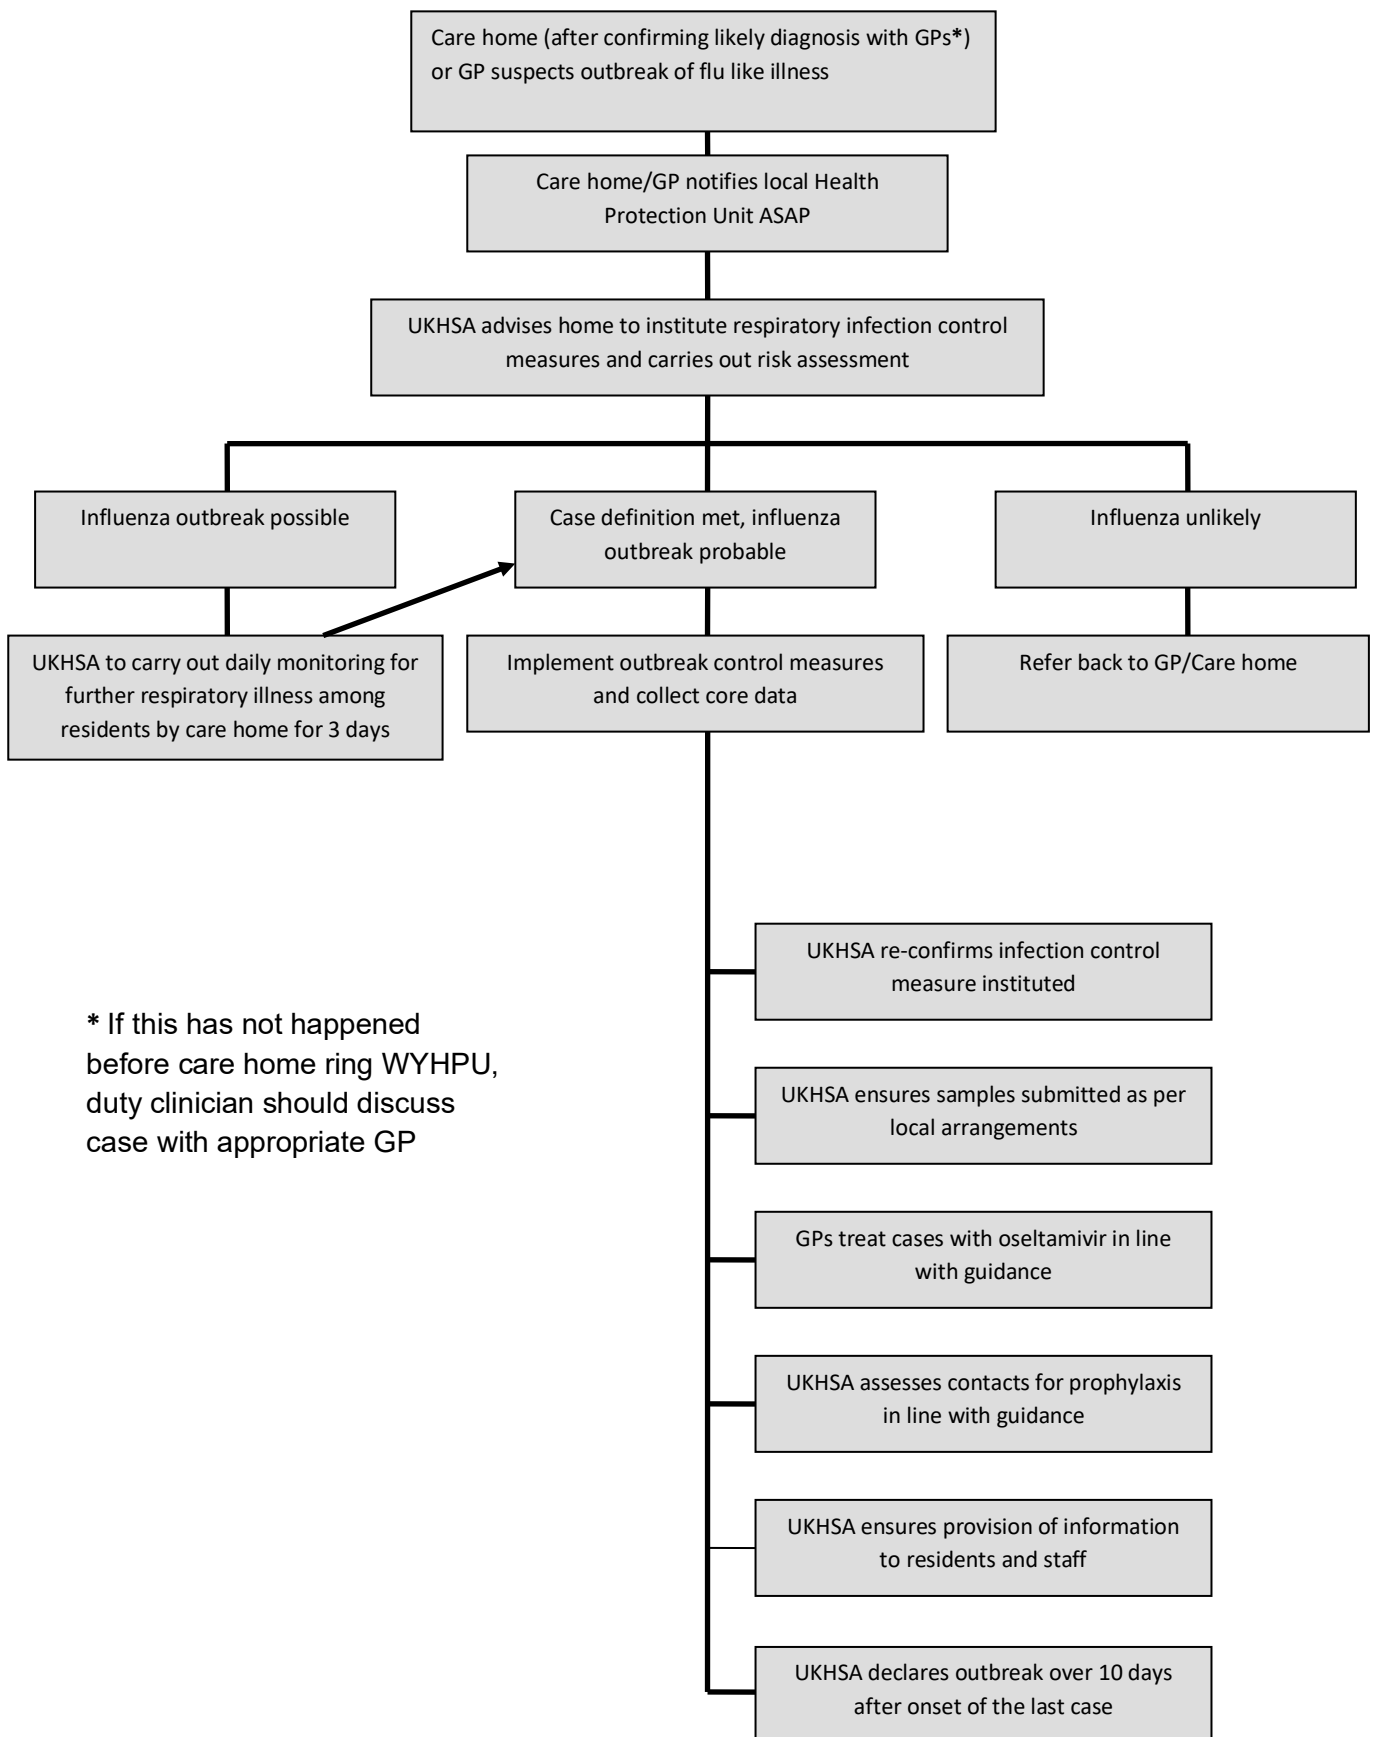 Care home (after confirming likely diagnosis with GPs*)
or GP suspects outbreak of flu like illness
Care home/GP notifies local Health
Protection Unit ASAP
UKHSA advises home to institute respiratory infection control
measures and carries out risk assessment
Influenza outbreak possible
Case definition met, influenza
outbreak probable
Influenza unlikely
UKHSA to carry out daily monitoring for
further respiratory illness among
residents by care home for 3 days
Implement outbreak control measures
and collect core data
Refer back to GP/Care home
UKHSA re-confirms infection control
measure instituted
* If this has not happened
before care home ring WYHPU,
duty clinician should discuss
case with appropriate GP
UKHSA ensures samples submitted as per
local arrangements
GPs treat cases with oseltamivir in line
with guidance
UKHSA assesses contacts for prophylaxis
in line with guidance
UKHSA ensures provision of information
to residents and staff
UKHSA declares outbreak over 10 days
after onset of the last case